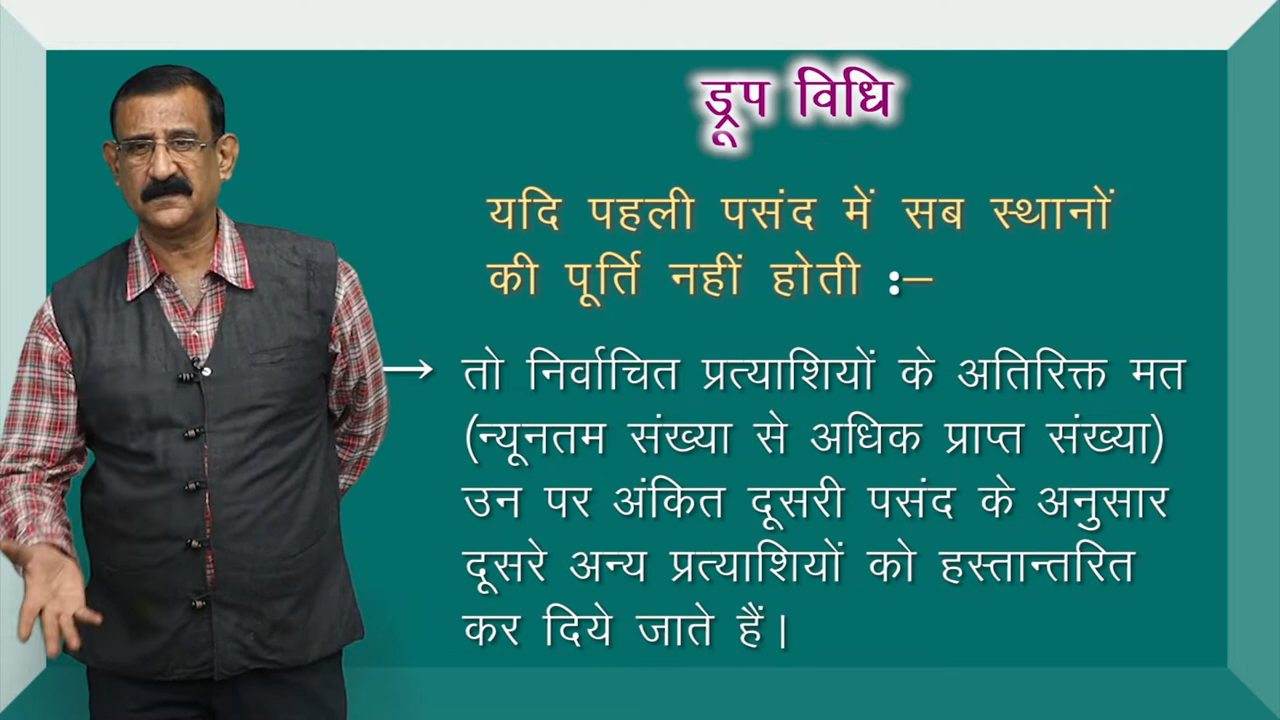 ड्रूप विधि
यदि पहली पसंद में सब स्थानों
की पूर्ति नहीं होती :–
→ तो निर्वाचित प्रत्याशियों के अतिरिक्त मत
(न्यूनतम संख्या से अधिक प्राप्त संख्या)
उन पर अंकित दूसरी पसंद के अनुसार
दूसरे अन्य प्रत्याशियों को हस्तान्तरित
कर दिये जाते हैं।